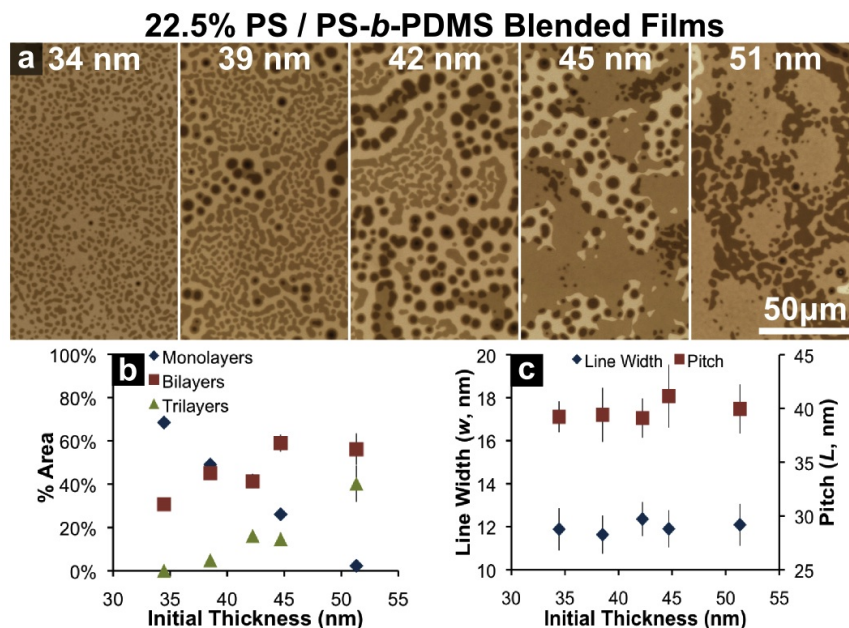 22.5% PS / PS-b-PDMS Blended Films
a 34 nm 39 nm 42 nm 45 nm 51 nm
50μm
b
Monolayers
Bilayers
Trilayers
100%
80%
60%
40%
20%
0%
% Area
30 35 40 45 50 55
Initial Thickness (nm)
c
Line Width Pitch
20
18
16
14
12
10
Line Width (w, nm)
45
40
35
30
25
Pitch (L, nm)
30 35 40 45 50 55
Initial Thickness (nm)